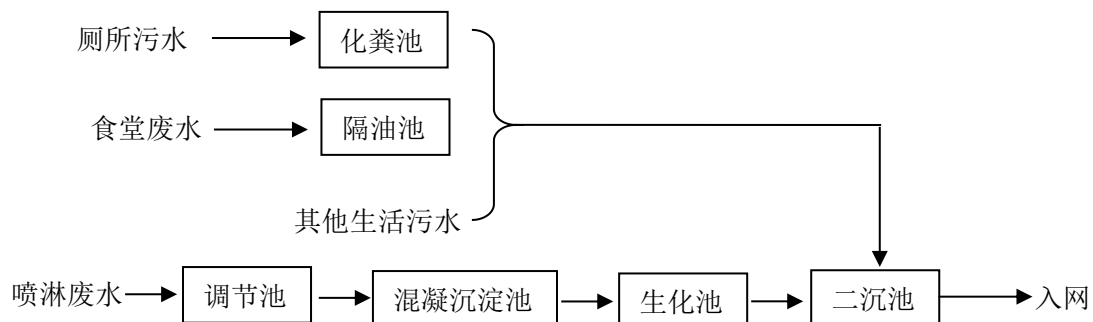 厕所污水
化粪池
食堂废水
隔油池
其他生活污水
喷淋废水
调节池
混凝沉淀池
生化池
二沉池
入网